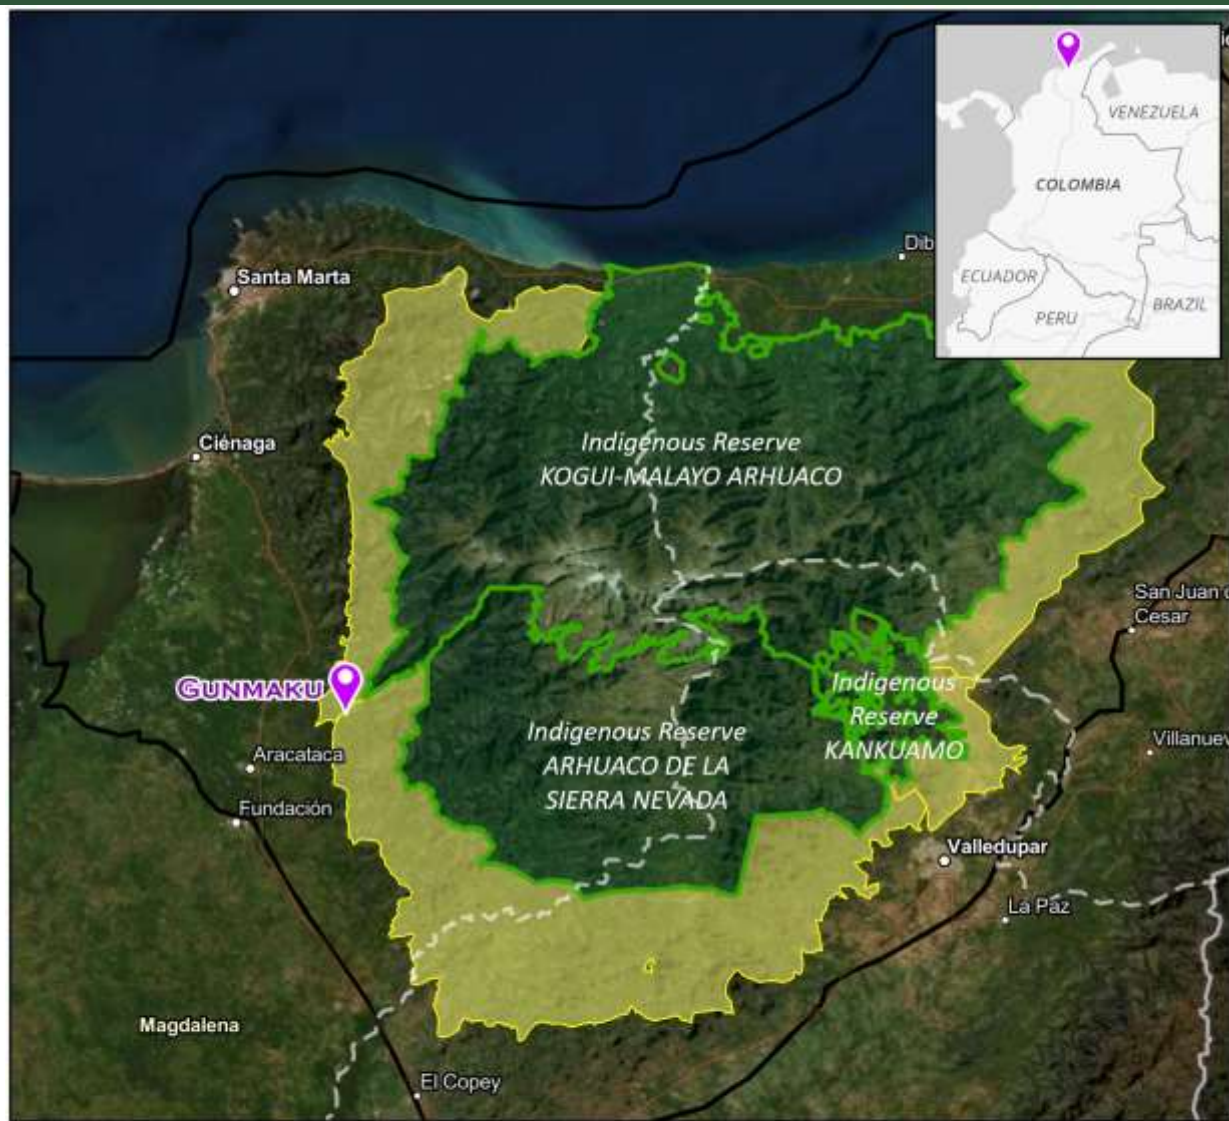 VENEZUELA
COLOMBIA
ECUADOR
PERU
BRAZIL
Santa Marta
Dib
Ciénaga
Indigenous Reserve
KOGUI-MALAYO ARHUACO
San Juan
Cesar
GUNMAKU
Indigenous
Reserve
KANKUAMO
Indigenous Reserve
ARHUACO DE LA
SIERRA NEVADA
Aracataca
Villanuev
Fundación
Valledupar
La Paz
Magdalena
El Copey